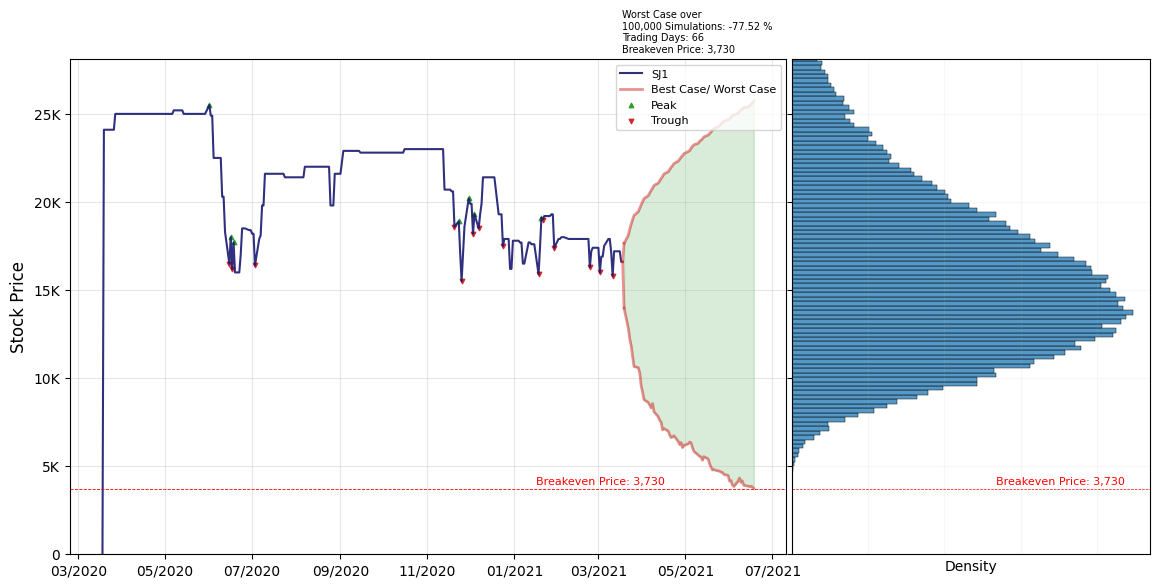 Worst Case over
100,000 Simulations: -77.52 %
Trading Days: 66
Breakeven Price: 3,730
SJ1
Best Case/ Worst Case
Peak
Trough
25K
20K
15K
10K
5K
0
Stock Price
Breakeven Price: 3,730
Breakeven Price: 3,730
03/2020 05/2020 07/2020 09/2020 11/2020 01/2021 03/2021 05/2021 07/2021
Density